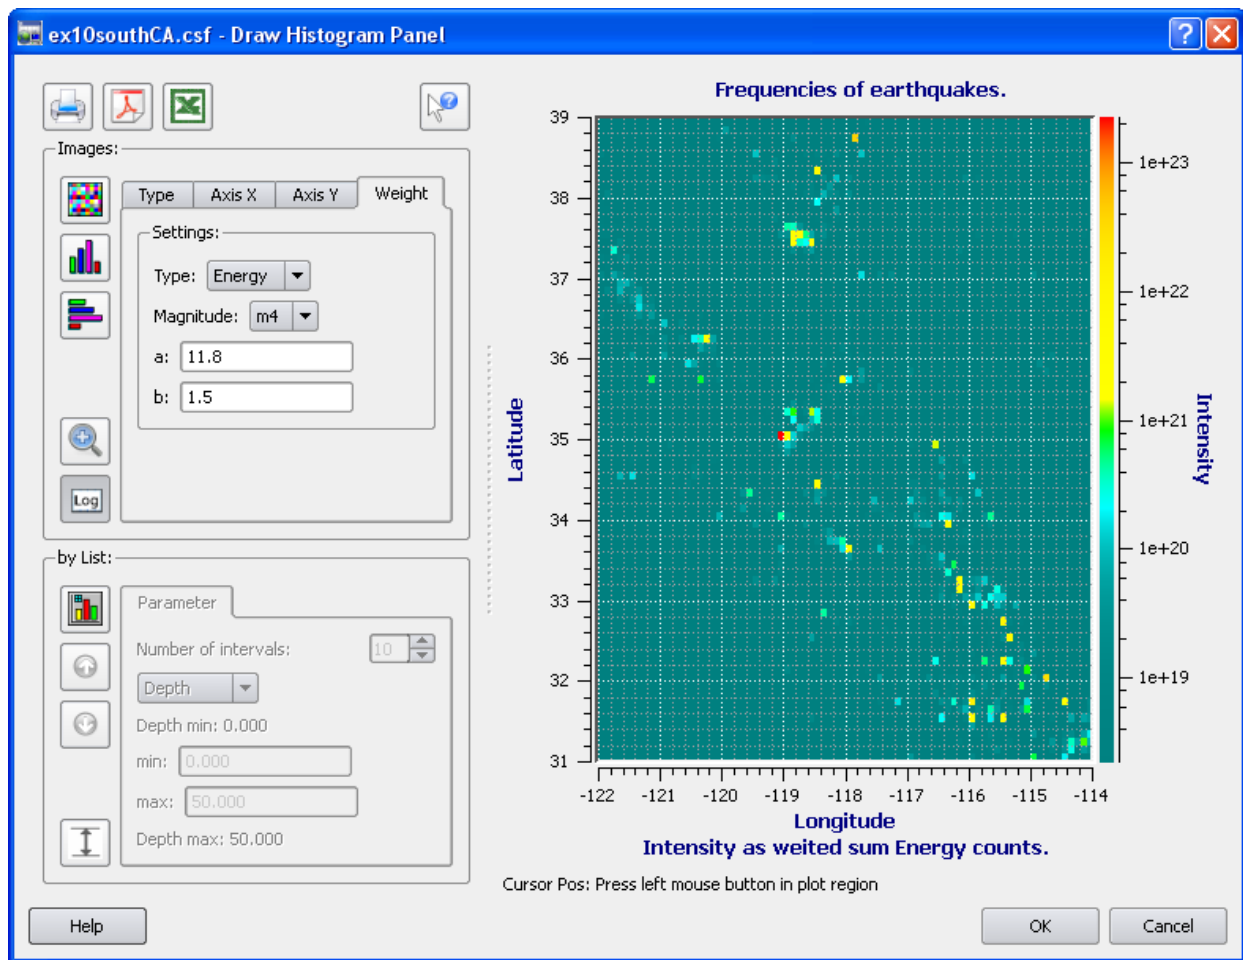 ex10southCA.csf - Draw Histogram Panel
Images:
Type
Axis X
Axis Y
Weight
Settings:
Type: Energy
Magnitude: m4
a: 11.8
b: 1.5
Log
by List:
Parameter
Number of intervals: 10
Depth
Depth min: 0.000
min: 0.000
max: 50.000
Depth max: 50.000
Help
Frequencies of earthquakes.
39
38
37
36
35
34
33
32
31
Latitude
-122
-121
-120
-119
-118
-117
-116
-115
-114
Longitude
Intensity as weited sum Energy counts.
1e+23
1e+22
1e+21
1e+20
1e+19
Intensity
Cursor Pos: Press left mouse button in plot region
OK
Cancel